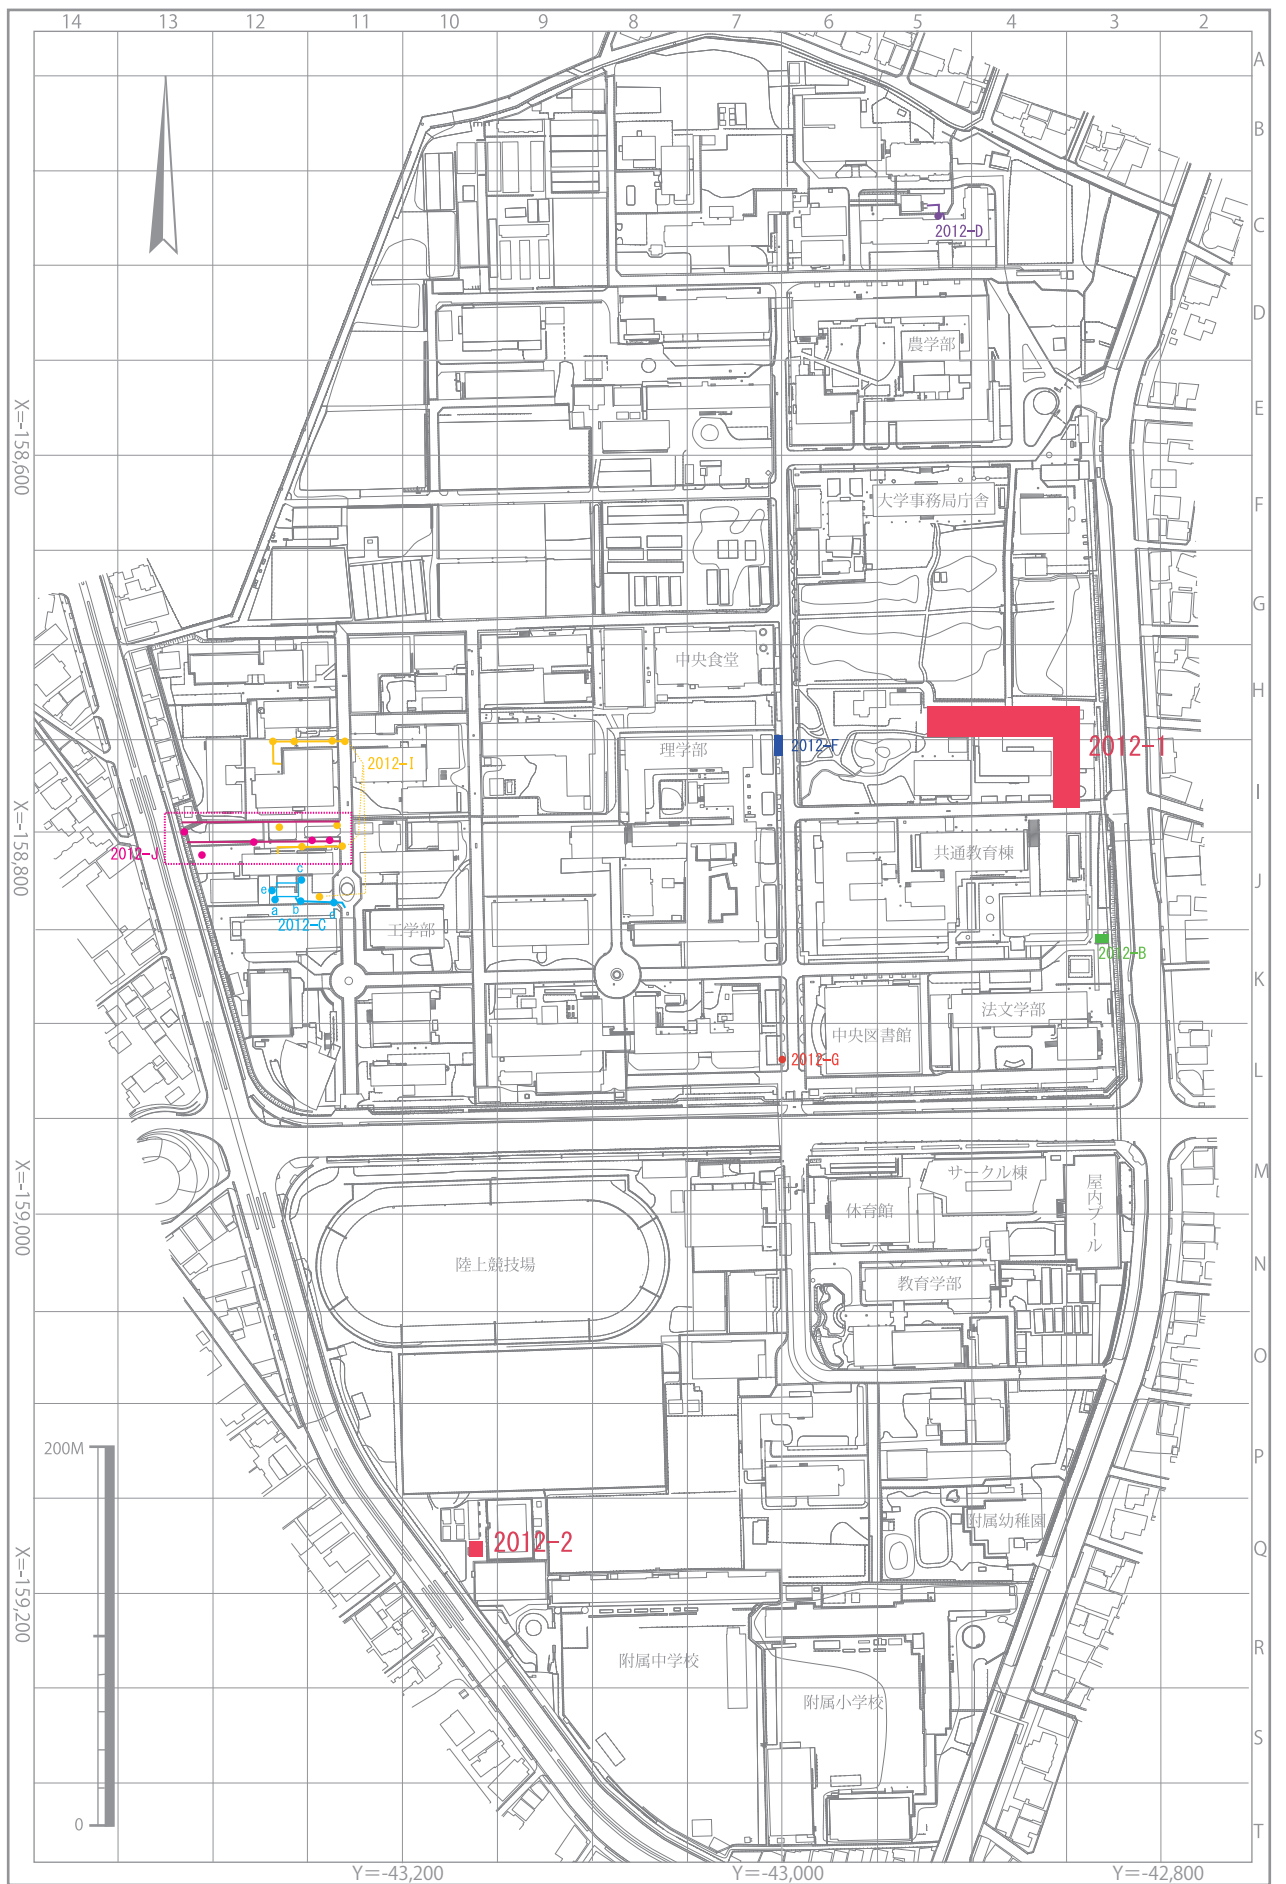 14 13 12 11 10 9 8 7 6 5 4 3 2
A
B
C
2012-D
D
農学部
E
X=-158,600
F
大学事務局庁舎
G
中央食堂
H
2012-1
2012-F
理学部
2012-I
I
X=-158,800
2012-J
共通教育棟
c
e
J
a b d
2012-C
工学部
2012-B
K
法文学部
中央図書館
2012-G
L
M
サークル棟
屋内プール
X=-159,000
体育館
陸上競技場
N
教育学部
O
200M
P
附属幼稚園
2012-2
Q
X=-159,200
R
附属中学校
附属小学校
S
0
T
Y=-43,200 Y=-43,000 Y=-42,800